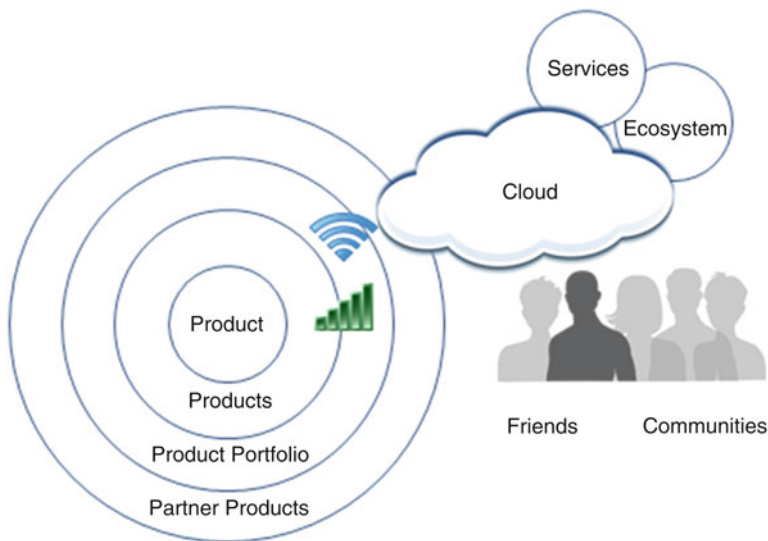 Services
Ecosystem
Cloud
Product
Products
Product Portfolio
Partner Products
Friends
Communities